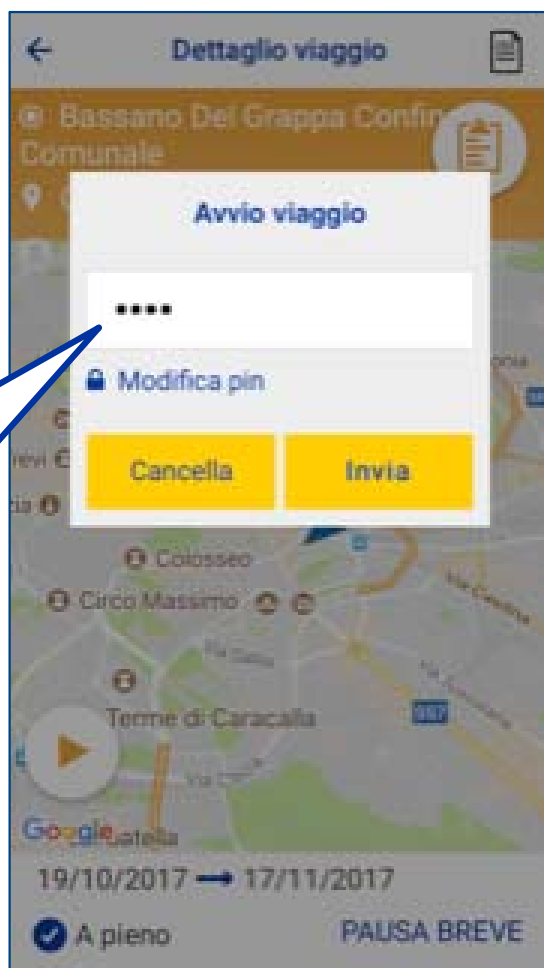 Dettaglio viaggio
Bassano Del Grappa Confine
Comunale
Avvio viaggio
••••
Modifica pin
Cancella
Invia
Colosseo
Circo Massimo
Terme di Caracalla
Google
19/10/2017 → 17/11/2017
A pieno
PAUSA BREVE